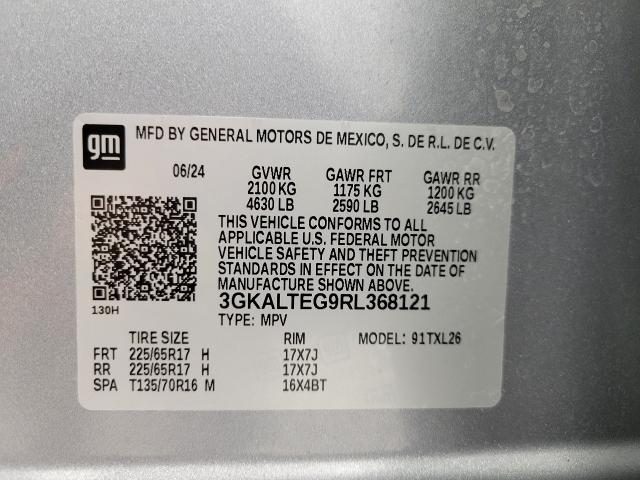 gm
MFD BY GENERAL MOTORS DE MEXICO, S. DE R.L. DE C.V.
06/24 GVWR GAWR FRT GAWR RR
2100 KG 1175 KG 1200 KG
4630 LB 2590 LB 2645 LB
THIS VEHICLE CONFORMS TO ALL
APPLICABLE U.S. FEDERAL MOTOR
VEHICLE SAFETY AND THEFT PREVENTION
STANDARDS IN EFFECT ON THE DATE OF
MANUFACTURE SHOWN ABOVE.
3GKALTEG9RL368121
130H
TYPE: MPV
TIRE SIZE RIM MODEL: 91TXL26
FRT 225/65R17 H 17X7J
RR 225/65R17 H 17X7J
SPA T135/70R16 M 16X4BT